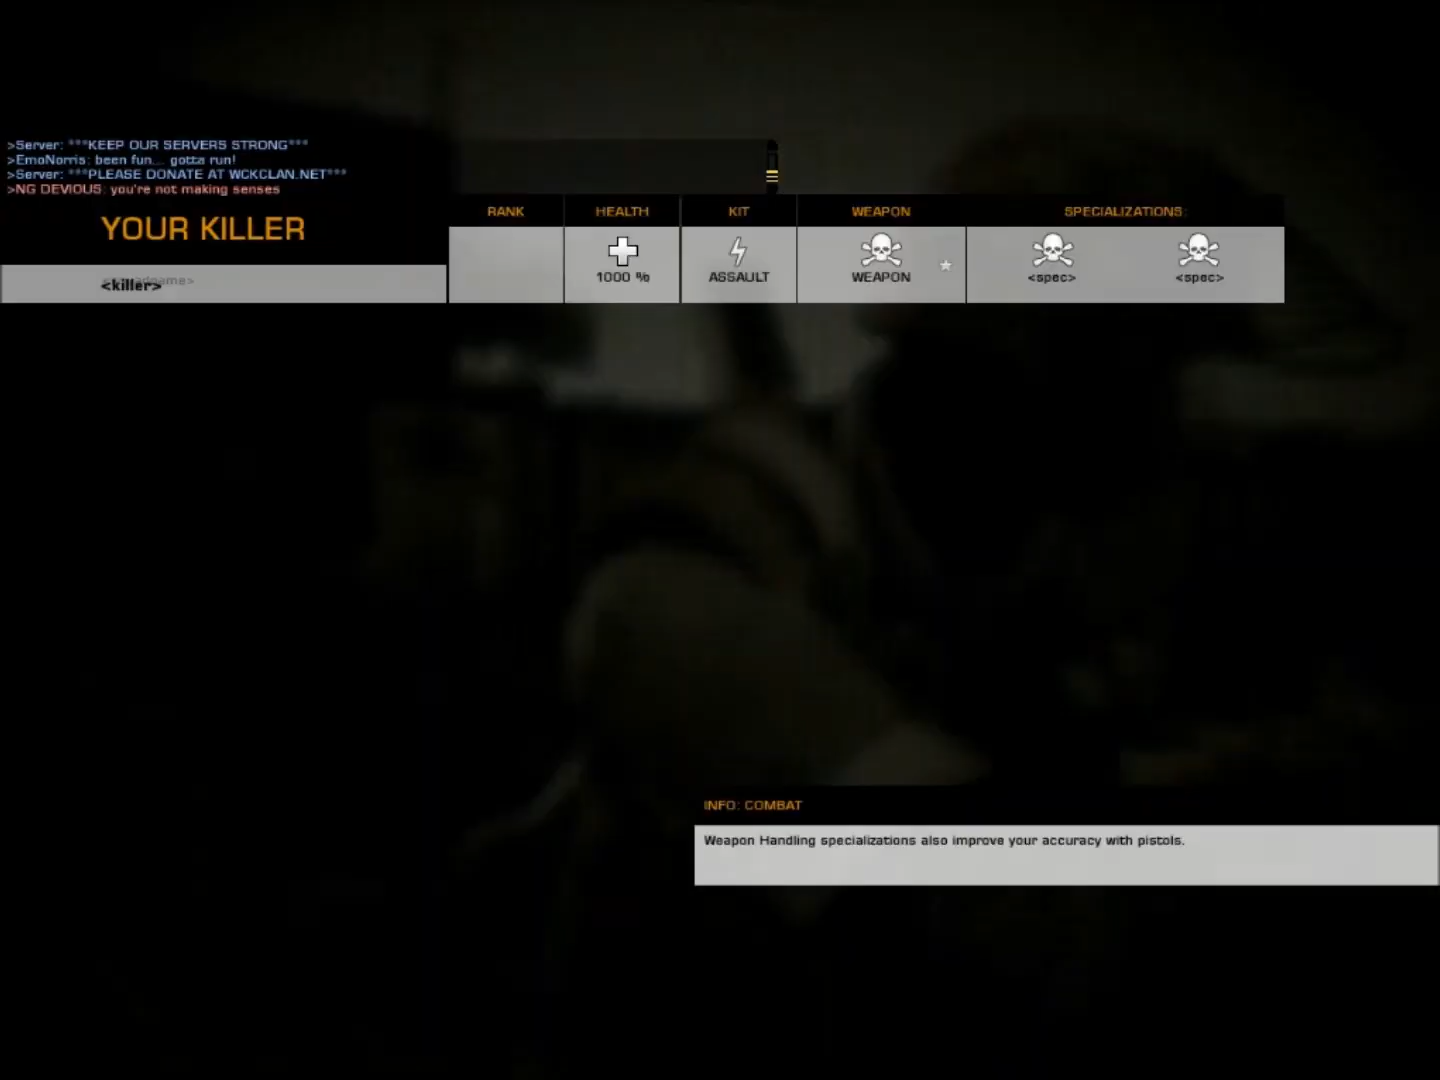 >Server: ***KEEP OUR SERVERS STRONG***
>EmoNorris: been fun... gotta run!
>Server: ***PLEASE DONATE AT WCKCLAN.NET***
>NG DEVIOUS: you're not making senses
YOUR KILLER
RANK HEALTH KIT WEAPON SPECIALIZATIONS:
<killer>
1000 % ASSAULT WEAPON <spec> <spec>
INFO: COMBAT
Weapon Handling specializations also improve your accuracy with pistols.